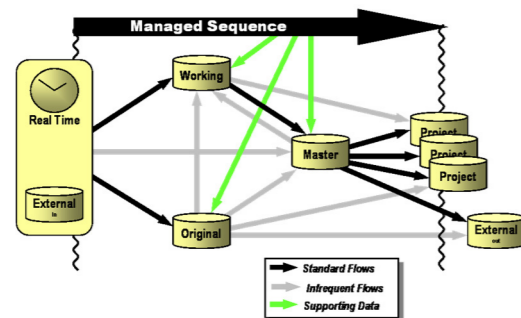 Managed Sequence
Working
Real Time
Project
Project
Master
Project
External
in
Original
External
out
Standard Flows
Infrequent Flows
Supporting Data